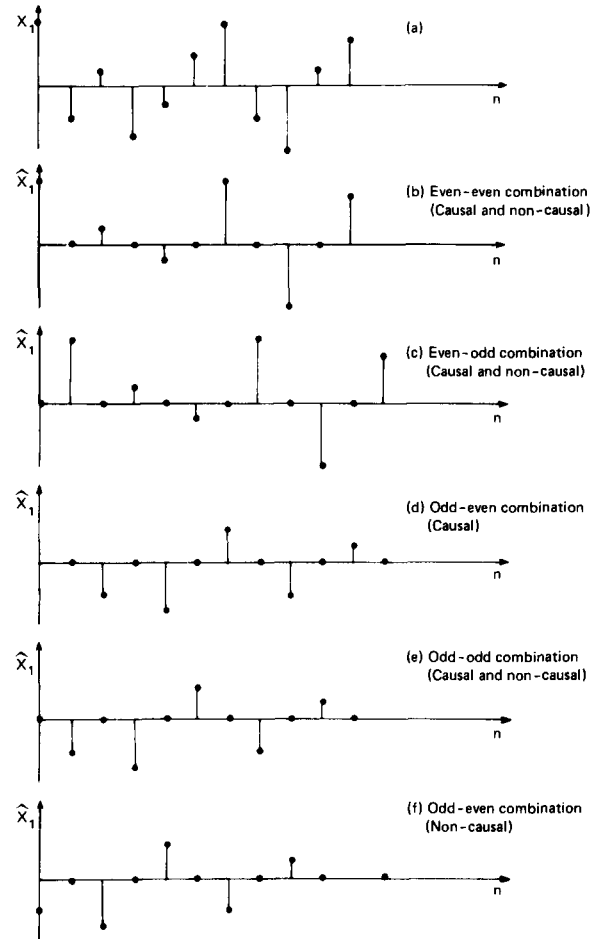 X1
(a)
n
X̂1
(b) Even-even combination
(Causal and non-causal)
n
X̂1
(c) Even-odd combination
(Causal and non-causal)
n
X̂1
(d) Odd-even combination
(Causal)
n
X̂1
(e) Odd-odd combination
(Causal and non-causal)
n
X̂1
(f) Odd-even combination
(Non-causal)
n